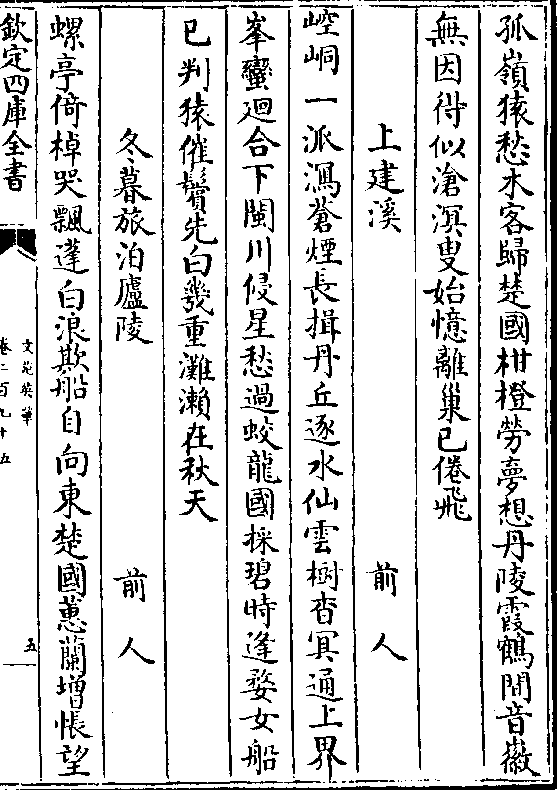 孤嶺猿愁木客歸楚國柑橙勞夢想丹陵霞鶴間音徽
無因得似滄溟叟始憶離巢已倦飛
上建溪 前人
崆峒一派瀉蒼煙長揖丹丘逐水仙雲樹杳冥通上界
峯巒迴合下閩川侵星愁過蛟龍國採碧時逢婺女船
已判猿催鬢先白幾重灘瀨在秋天
冬暮旅泊廬陵 前人
螺亭倚棹哭飄蓬白浪欺船自向東楚國蕙蘭增悵望
欽定四庫全書
文苑英華
卷二百九十五
五